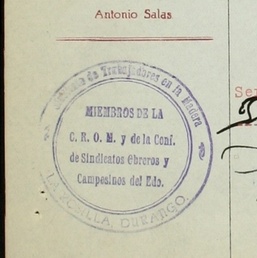 Antonio Salas
de Trabajadores en la Madera
MIEMBROS DE LA
C. R. O. M. y de la Conf.
de Sindicatos Obreros y
Campesinos del Edo.
DURANGO.